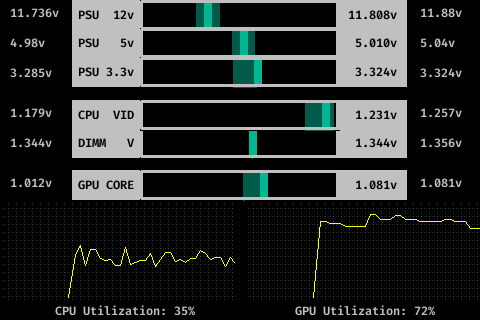 11.736v PSU 12v 11.808v 11.88v
4.98v PSU 5v 5.010v 5.04v
3.285v PSU 3.3v 3.324v 3.324v
1.179v CPU VID 1.231v 1.257v
1.344v DIMM V 1.344v 1.356v
1.012v GPU CORE 1.081v 1.081v
CPU Utilization: 35% GPU Utilization: 72%